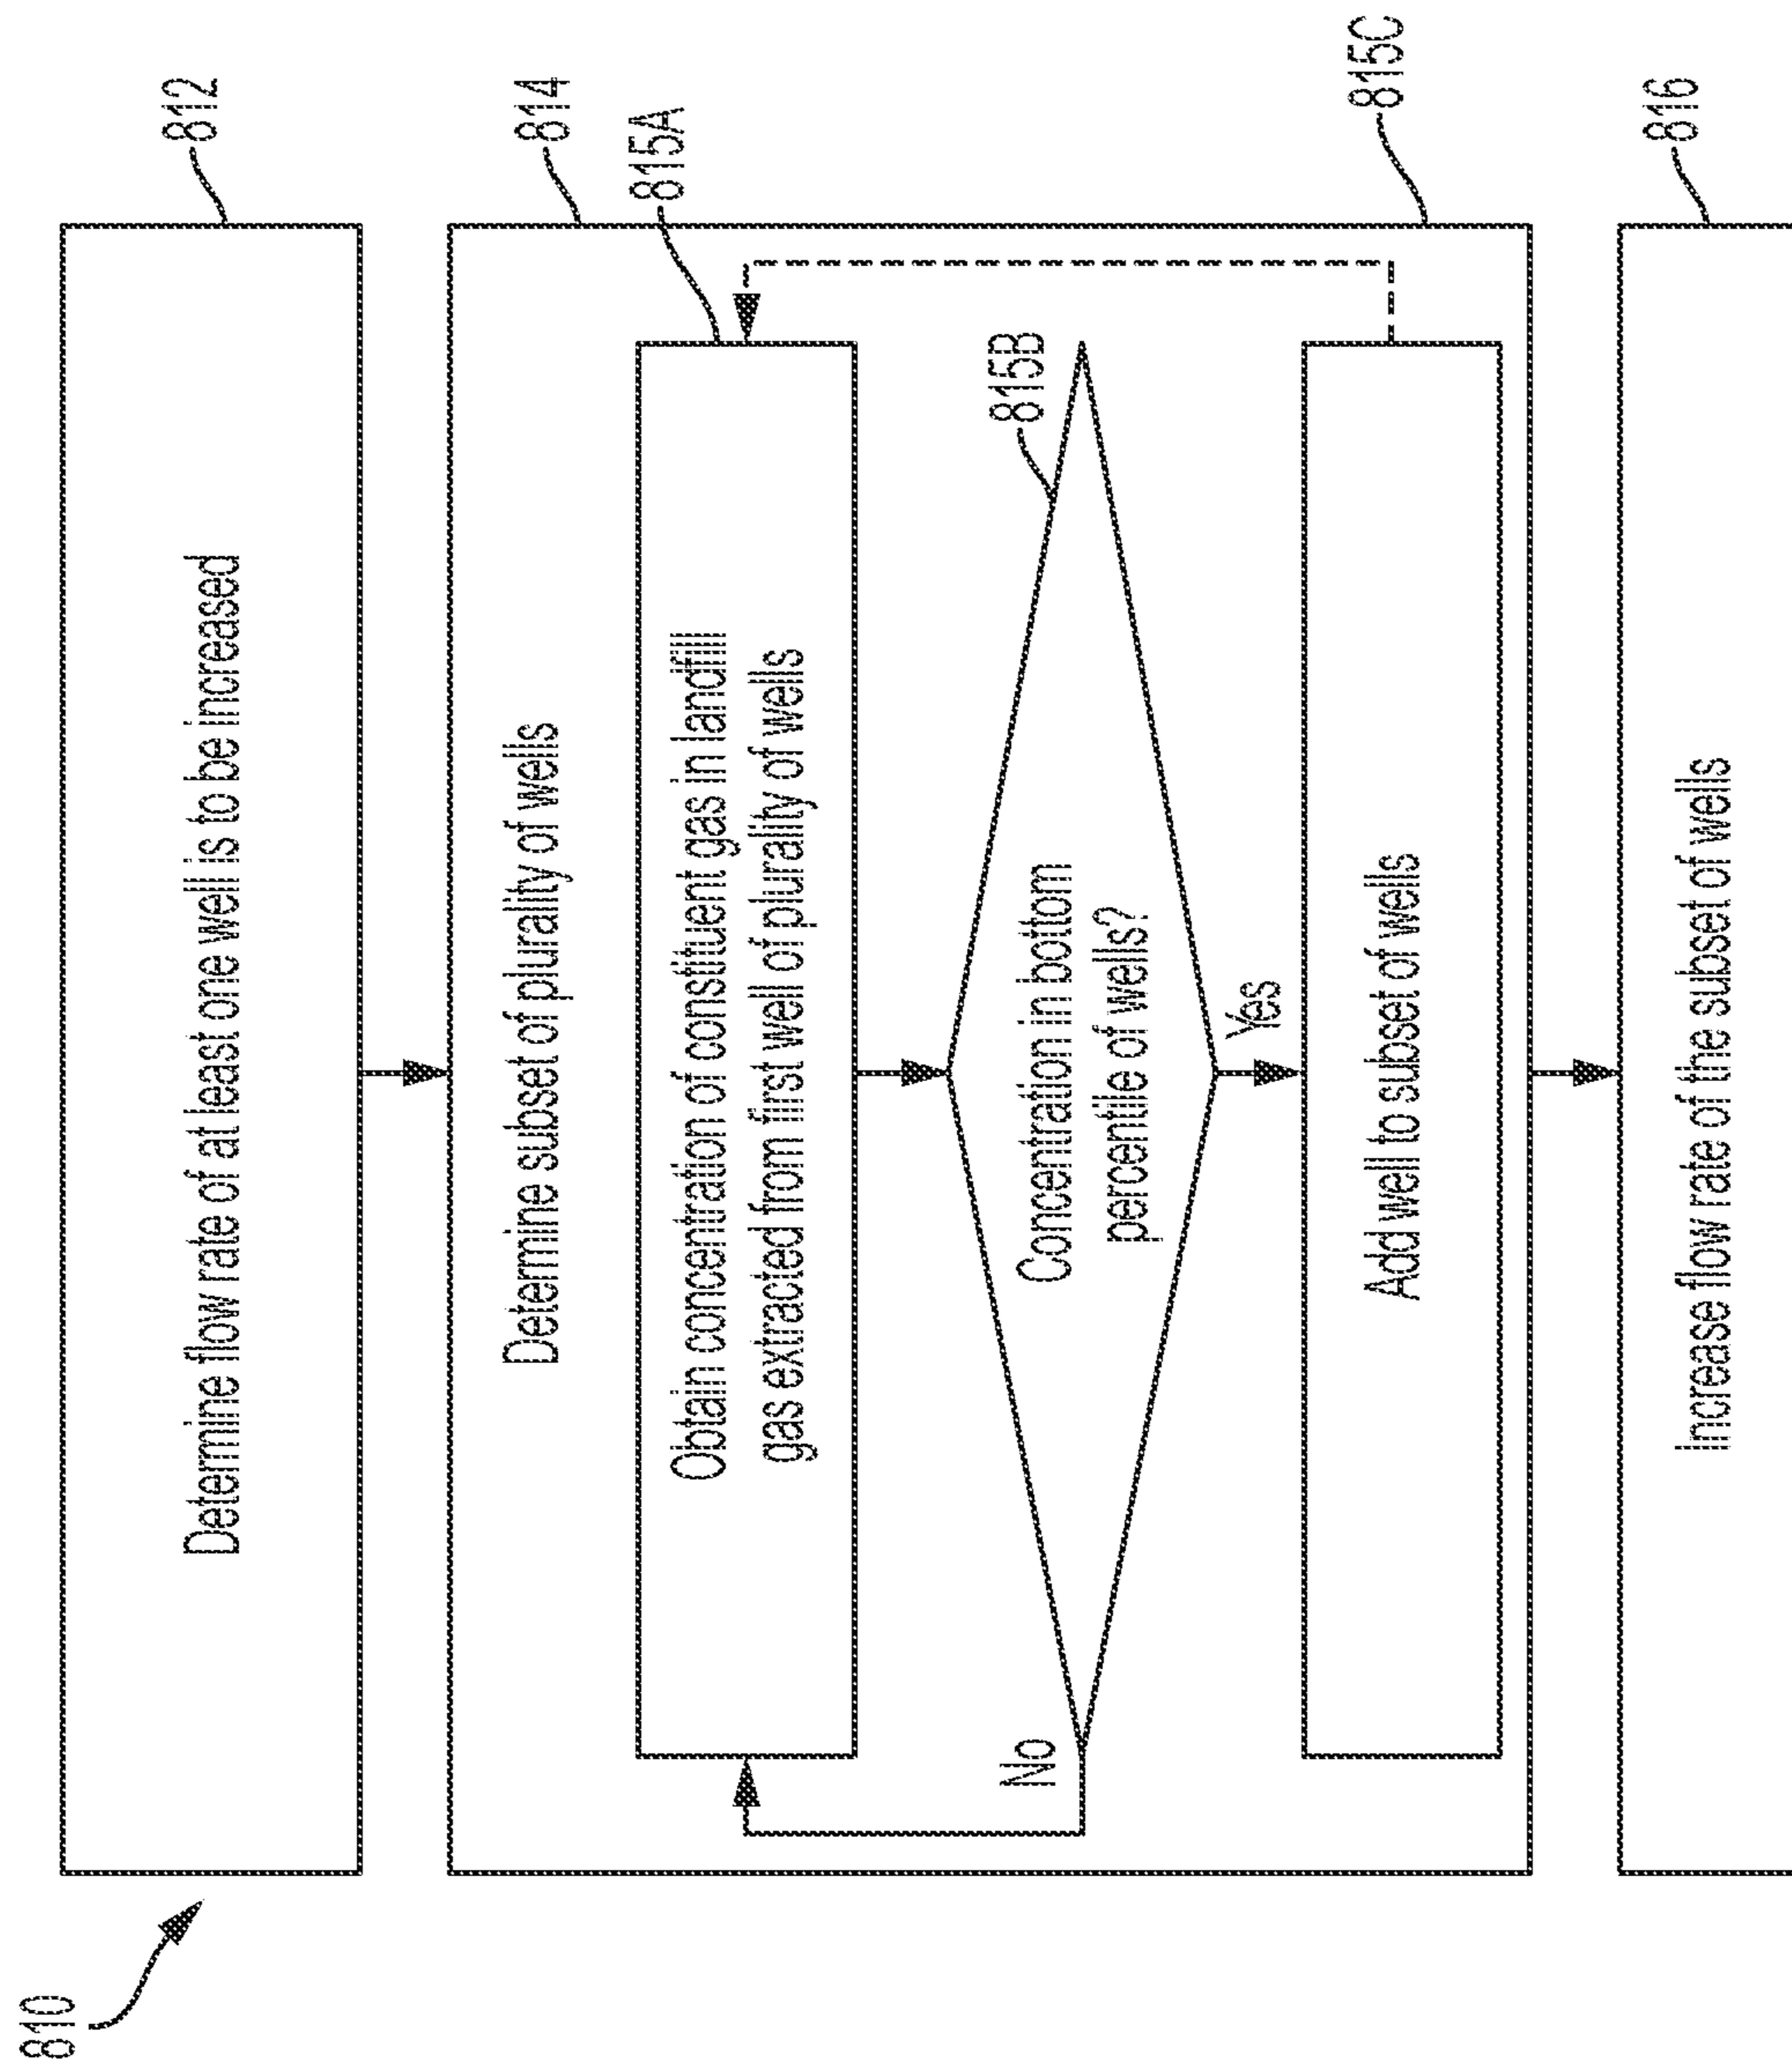 810
812
Determine flow rate of at least one well is to be increased
814
Determine subset of plurality of wells
815A
Obtain concentration of constituent gas in landfill
gas extracted from first well of plurality of wells
815B
Concentration in bottom
percentile of wells?
No
Yes
815C
Add well to subset of wells
816
Increase flow rate of the subset of wells